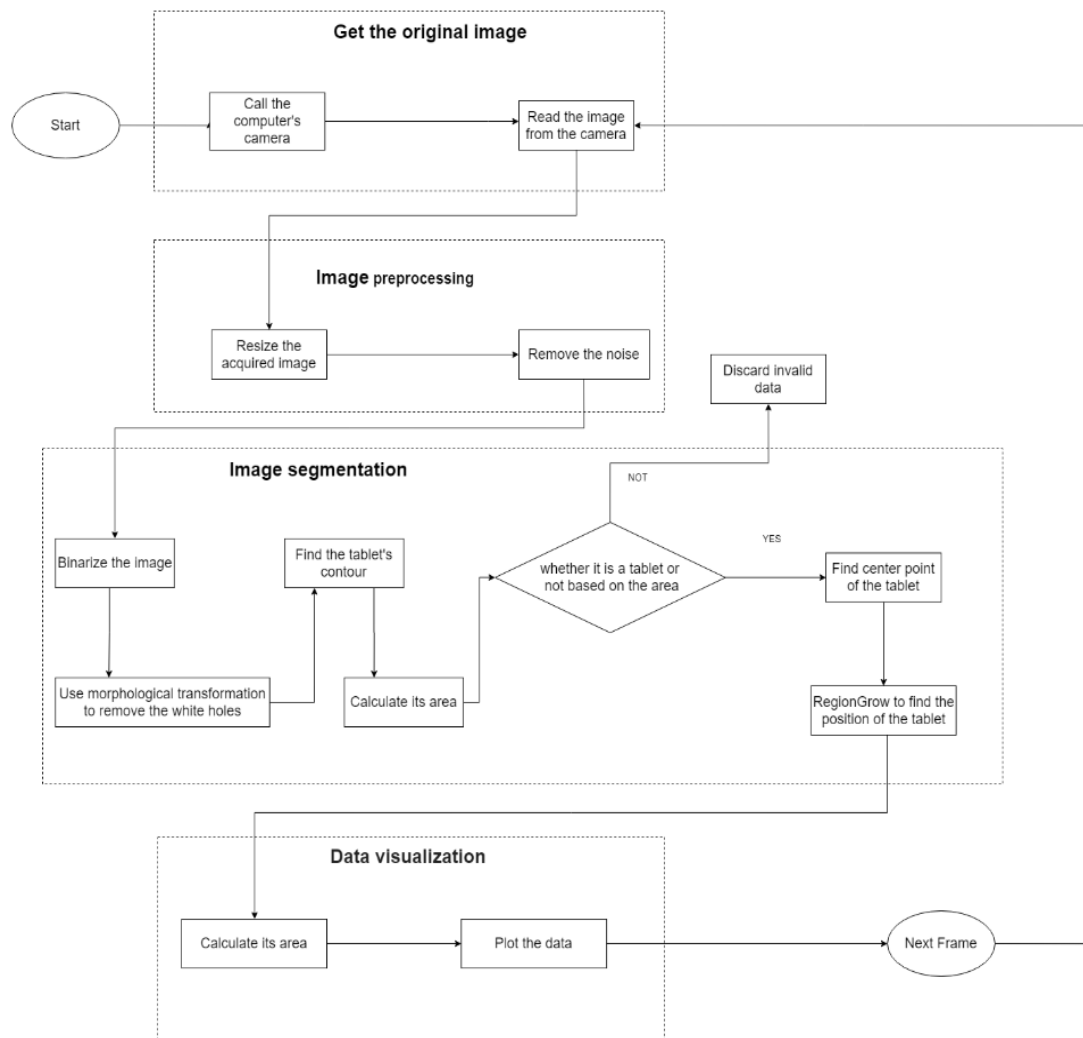 Get the original image
Start
Call the
computer's
camera
Read the image
from the camera
Image preprocessing
Resize the
acquired image
Remove the noise
Discard invalid
data
Image segmentation
NOT
YES
Binarize the image
Find the tablet's
contour
whether it is a tablet or
not based on the area
Find center point
of the tablet
Use morphological transformation
to remove the white holes
Calculate its area
RegionGrow to find the
position of the tablet
Data visualization
Calculate its area
Plot the data
Next Frame